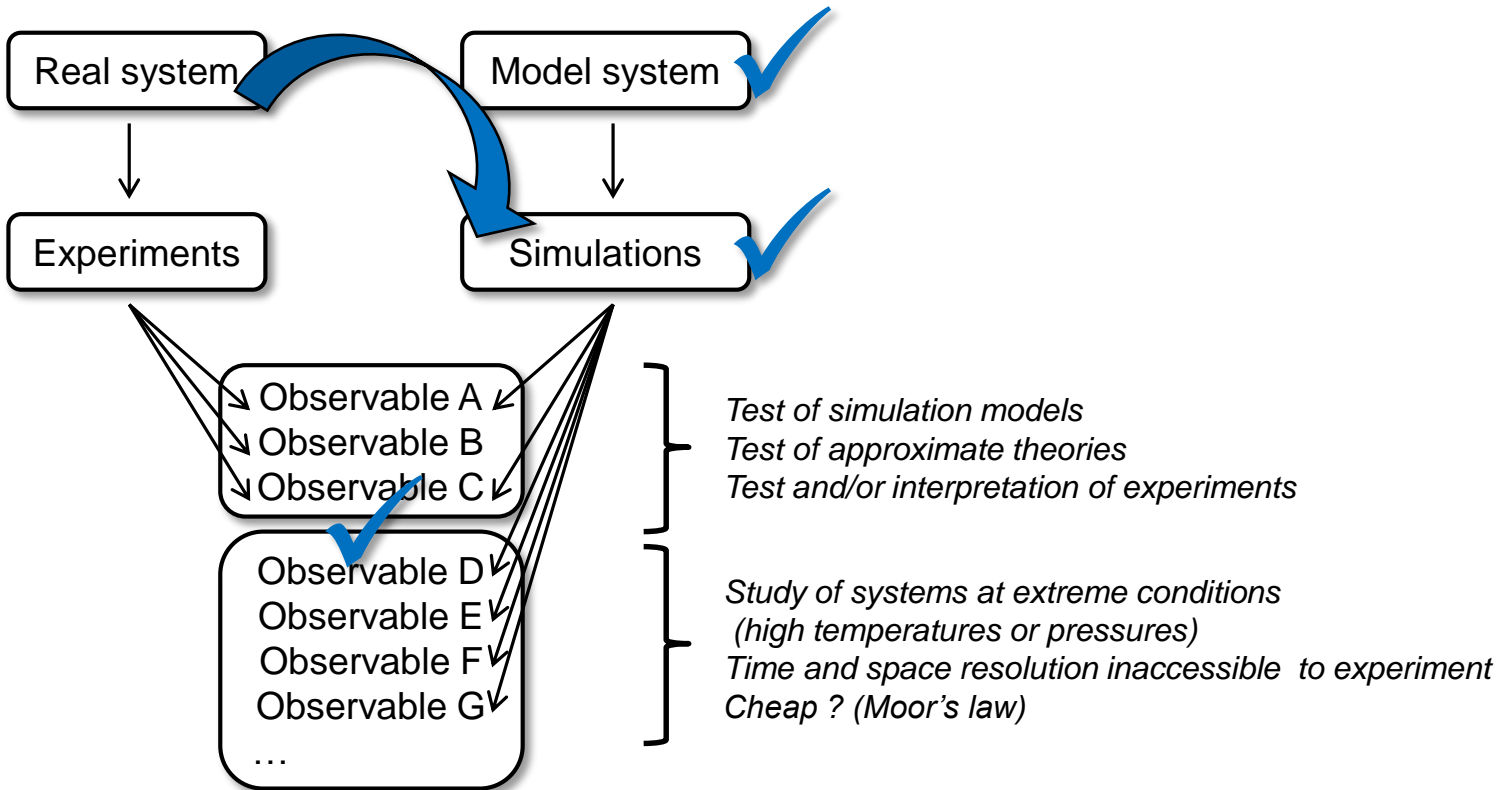 Real system
Model system
Experiments
Simulations
Observable A
Observable B
Observable C
Test of simulation models
Test of approximate theories
Test and/or interpretation of experiments
Observable D
Observable E
Observable F
Observable G
…
Study of systems at extreme conditions
(high temperatures or pressures)
Time and space resolution inaccessible to experiment
Cheap ? (Moor's law)